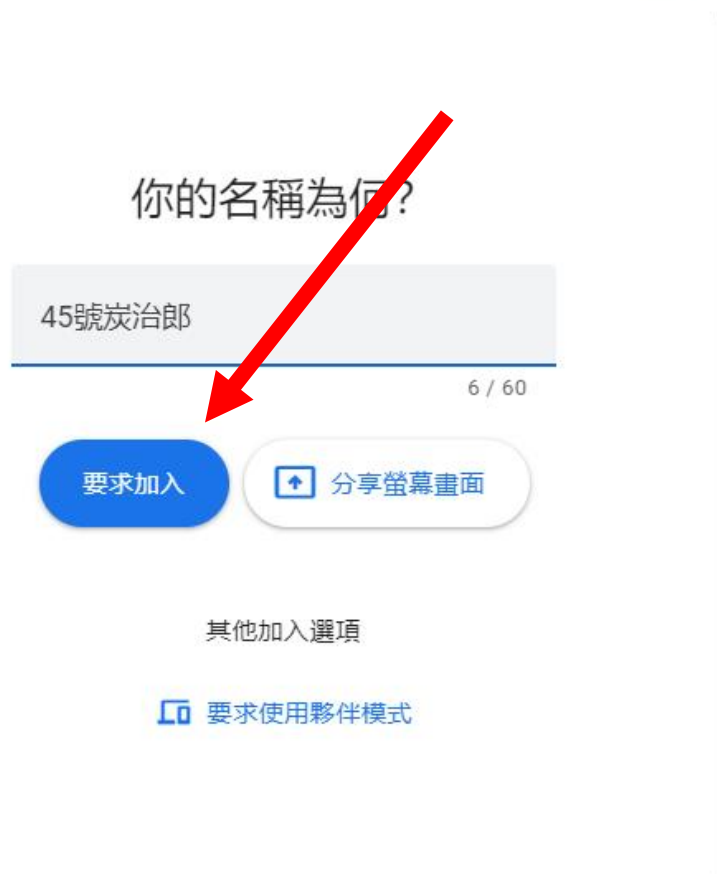 你的名稱為何?
45號炭治郎
6 / 60
要求加入
分享螢幕畫面
其他加入選項
要求使用夥伴模式